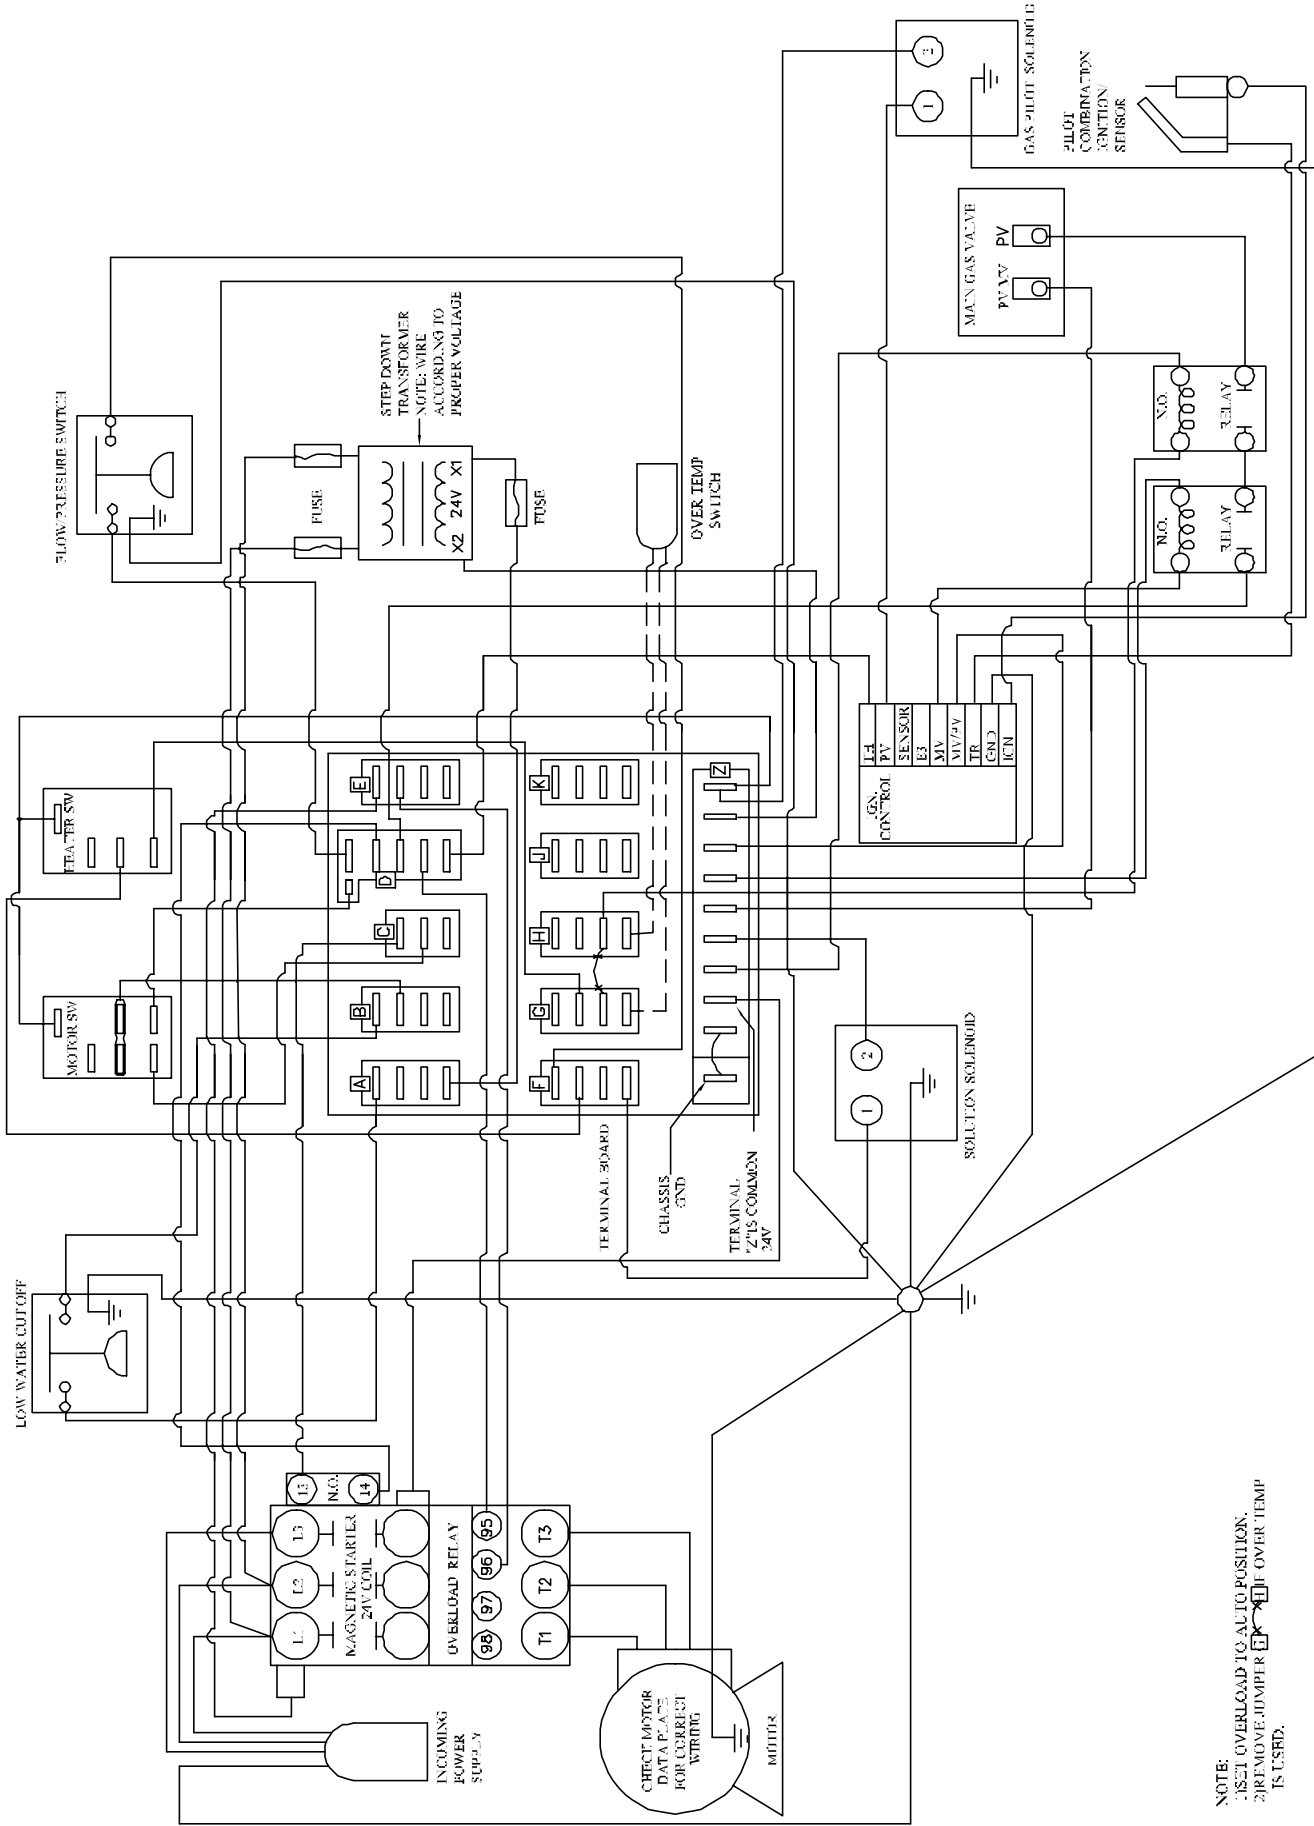 LOW WATER CUT OFF
MOTOR SW
HEATER SW
FLOW/PRESSURE SWITCH
STEP DOWN
TRANSFORMER
NOTE: WIRE
ACCORDING TO
PROPER VOLTAGE
FUSE
X2 24V X1
FUSE
OVER TEMP
SWITCH
GAS PILOT SOLENOID
1
2
PILOT
COMBINATION
IGNITION/
SENSOR
MAIN GAS VALVE
PV MV
PV
N.O.
RELAY
N.O.
RELAY
IGN.
CONTROL
TH
PV
SENSOR
MV
MV/PV
TR
GND
IGN
A
B
C
D
E
F
G
H
J
K
Z
TERMINAL BOARD
CHASSIS
GND
TERMINAL
"Z" IS COMMON
24V
SOLUTION SOLENOID
1
2
L1
L2
L3
13
N.O.
14
MAGNETIC STARTER
24V COIL
OVERLOAD RELAY
98
97
96
95
T1
T2
T3
INCOMING
POWER
SUPPLY
CHECK MOTOR
DATA PLATE
FOR CORRECT
WIRING
MOTOR
NOTE:
1)SET OVERLOAD TO AUTO POSITION.
2)REMOVE JUMPER G H IF OVER TEMP
IS USED.